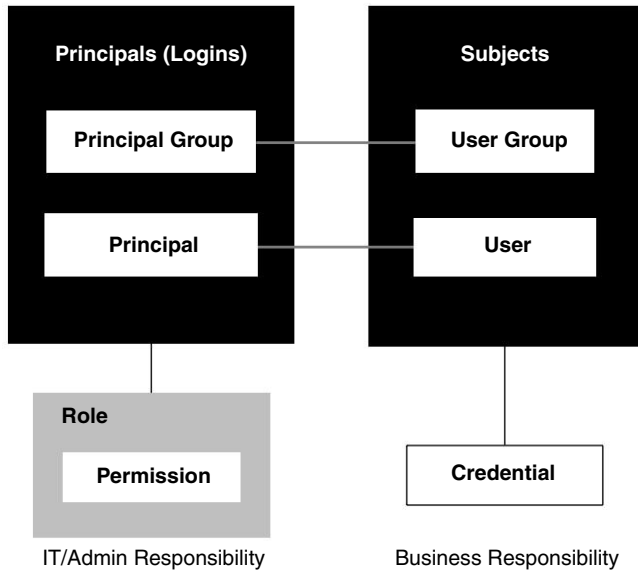 Principals (Logins)
Subjects
Principal Group
User Group
Principal
User
Role
Permission
Credential
IT/Admin Responsibility
Business Responsibility